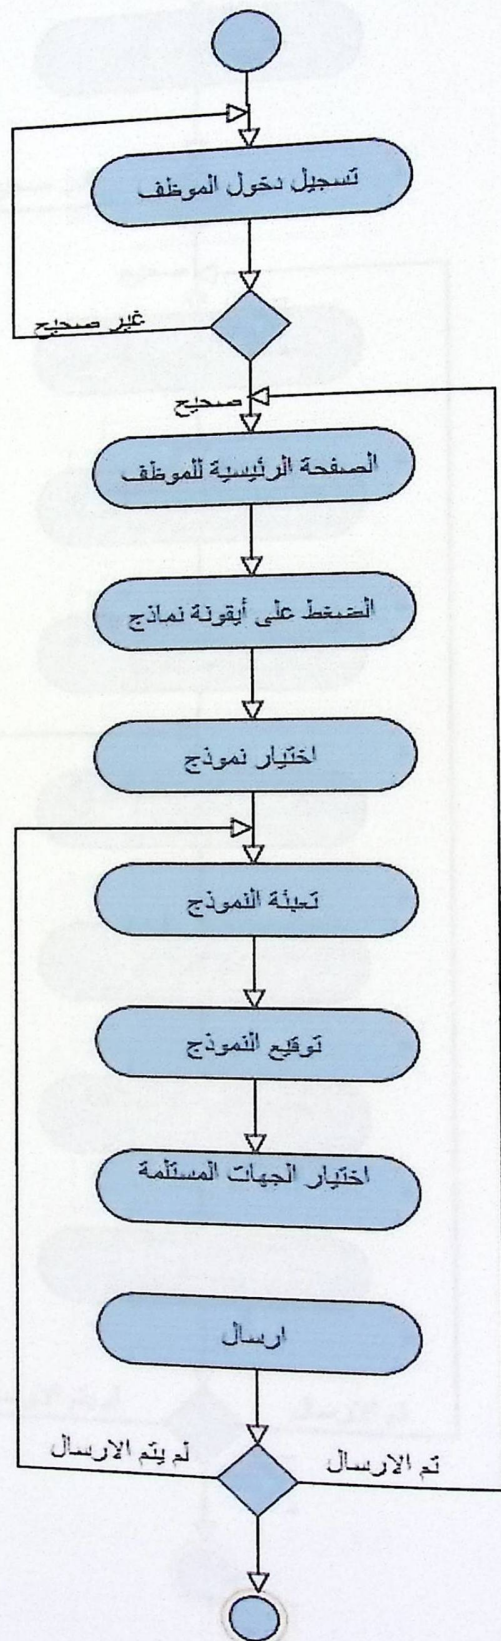 تسجيل دخول الموظف
غير صحيح
صحيح
الصفحة الرئيسية للموظف
الضغط على أيقونة نماذج
اختيار نموذج
تعبئة النموذج
توقيع النموذج
اختيار الجهات المستلمة
ارسال
لم يتم الارسال
تم الارسال